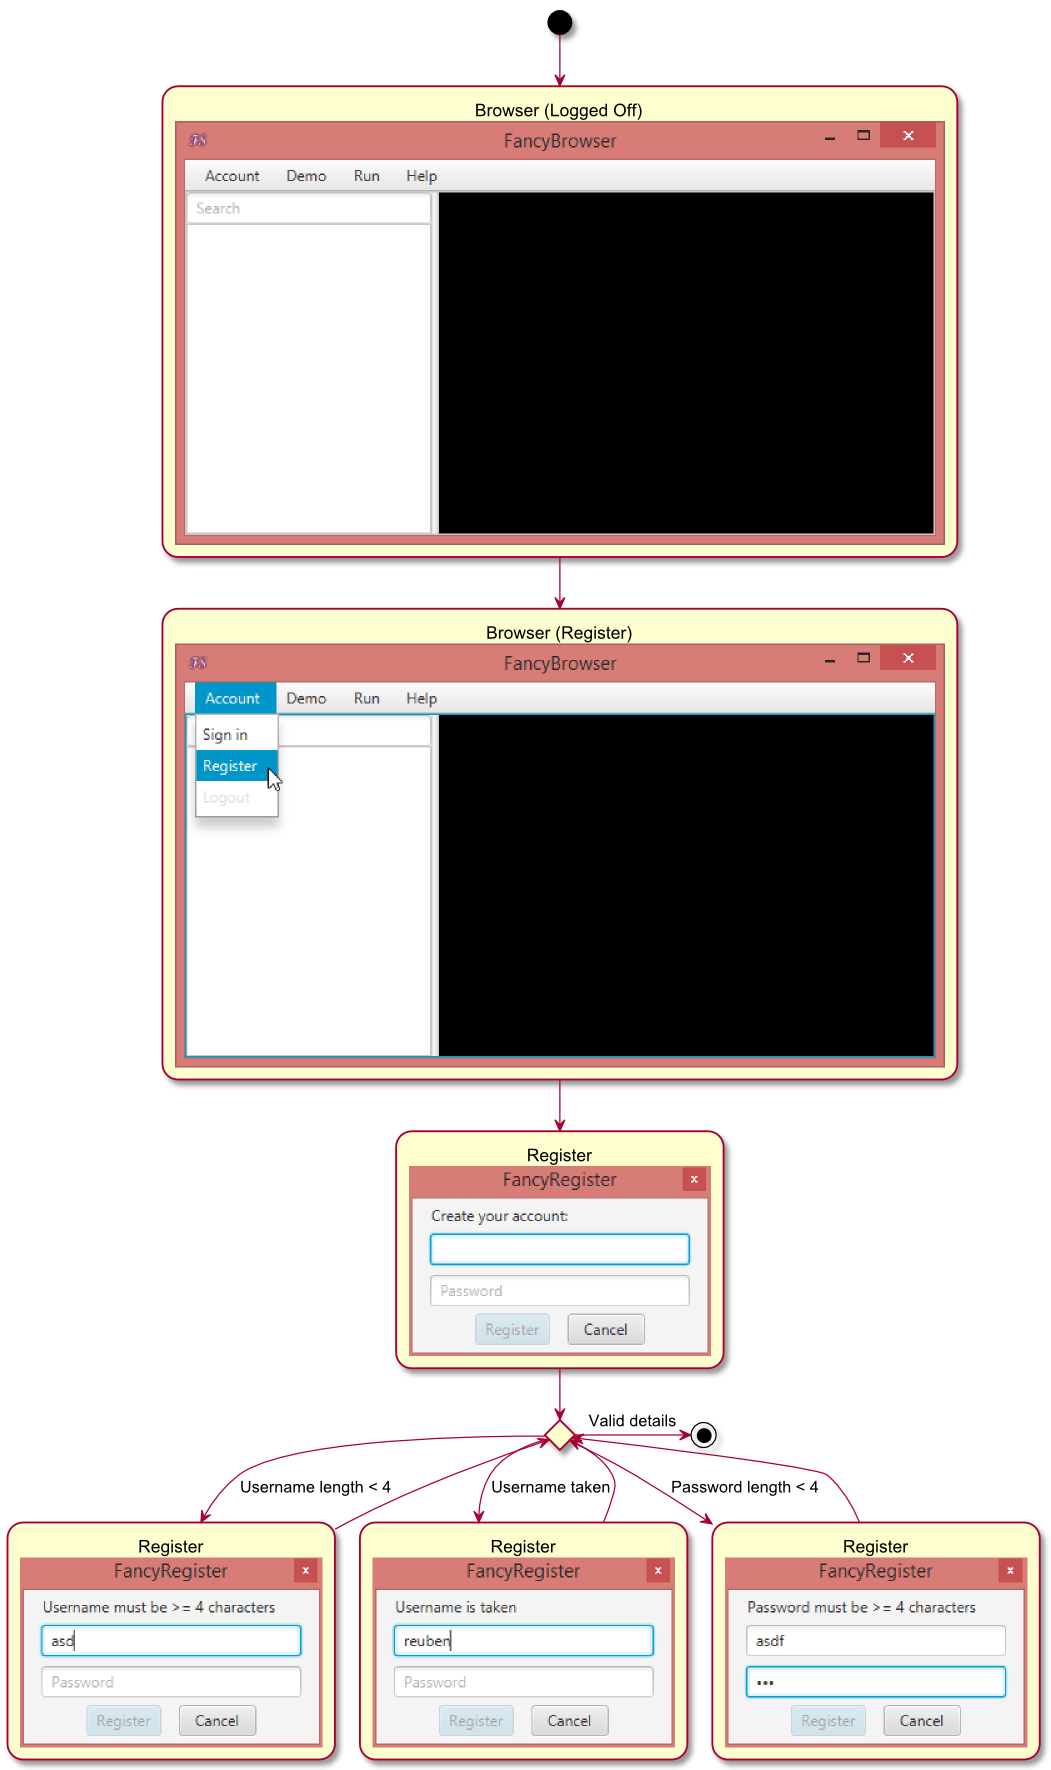 Browser (Logged Off)
FancyBrowser
Account Demo Run Help
Search
Browser (Register)
FancyBrowser
Account Demo Run Help
Sign in
Register
Logout
Register
FancyRegister
x
Create your account:
Password
Register Cancel
Valid details
Username length < 4
Username taken
Password length < 4
Register
FancyRegister
x
Username must be >= 4 characters
asd
Password
Register Cancel
Register
FancyRegister
x
Username is taken
reuben
Password
Register Cancel
Register
FancyRegister
x
Password must be >= 4 characters
asdf
•••
Register Cancel